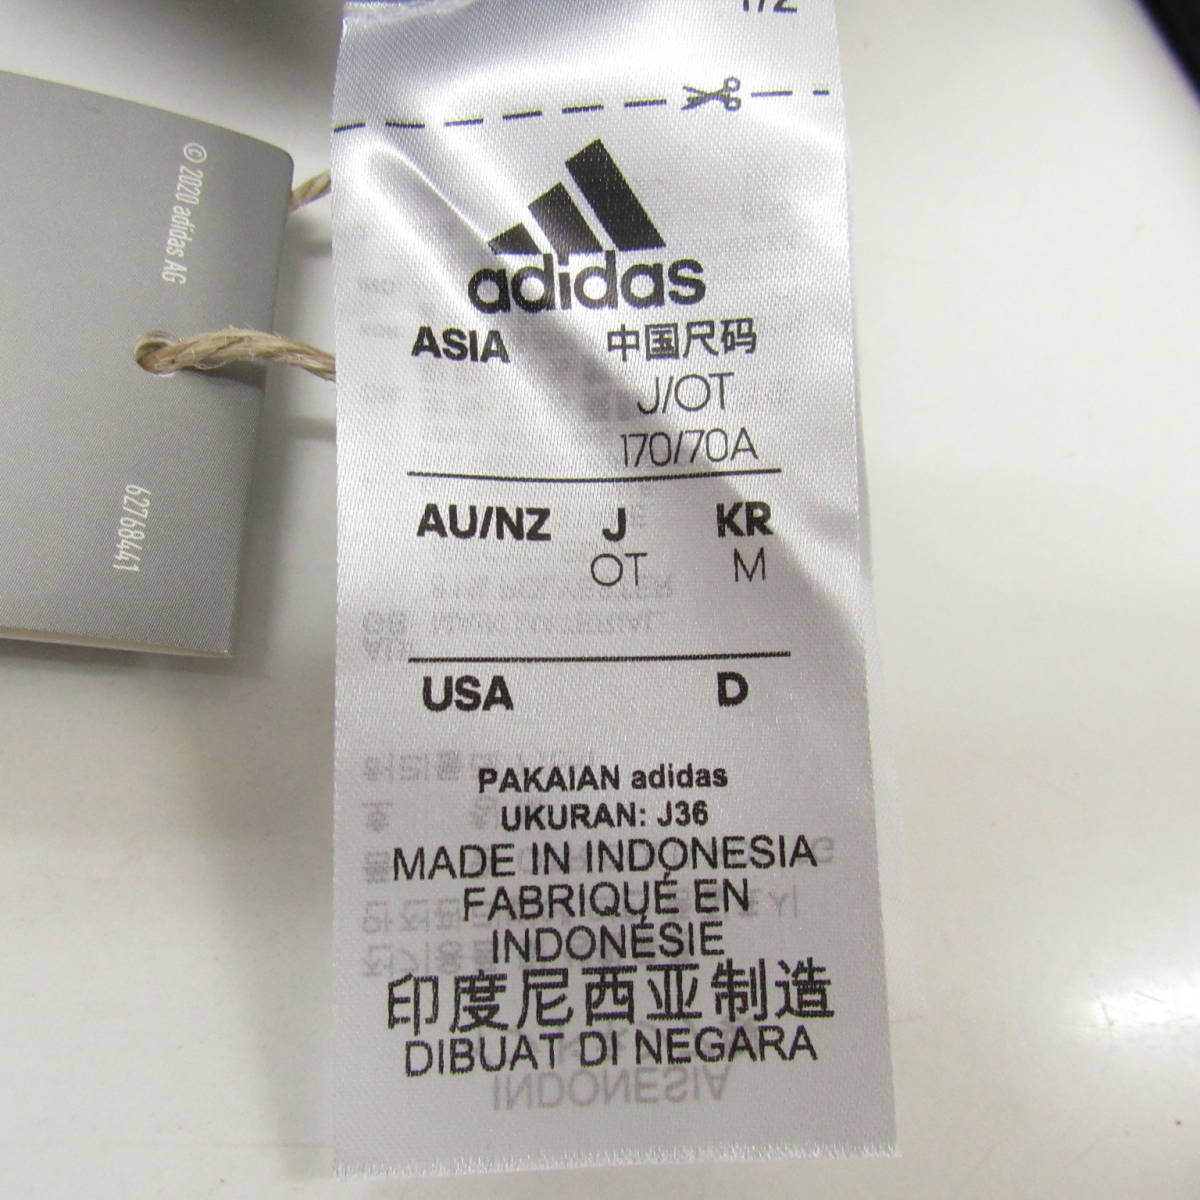 1/2
© 2020 adidas AG
62768441
adidas
ASIA 中国尺码
J/OT
170/70A
AU/NZ J KR
OT M
USA D
PAKAIAN adidas
UKURAN: J36
MADE IN INDONESIA
FABRIQUÉ EN
INDONÉSIE
印度尼西亚制造
DIBUAT DI NEGARA
INDONESIA